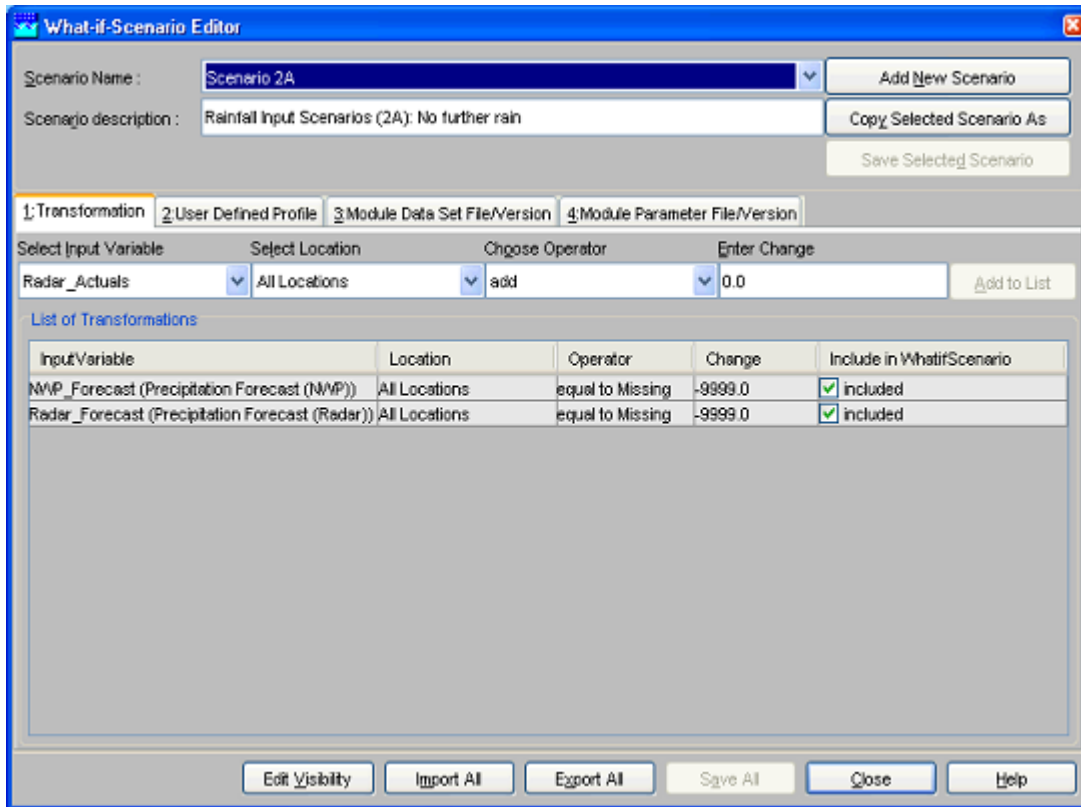 What-if-Scenario Editor
Scenario Name : Scenario 2A Add New Scenario
Scenario description : Rainfall Input Scenarios (2A): No further rain Copy Selected Scenario As
Save Selected Scenario
1:Transformation 2:User Defined Profile 3:Module Data Set File/Version 4:Module Parameter File/Version
Select Input Variable Select Location Choose Operator Enter Change
Radar_Actuals All Locations add 0.0 Add to List
List of Transformations
InputVariable Location Operator Change Include in WhatifScenario
NWP_Forecast (Precipitation Forecast (NWP)) All Locations equal to Missing -9999.0 included
Radar_Forecast (Precipitation Forecast (Radar)) All Locations equal to Missing -9999.0 included
Edit Visibility Import All Export All Save All Close Help